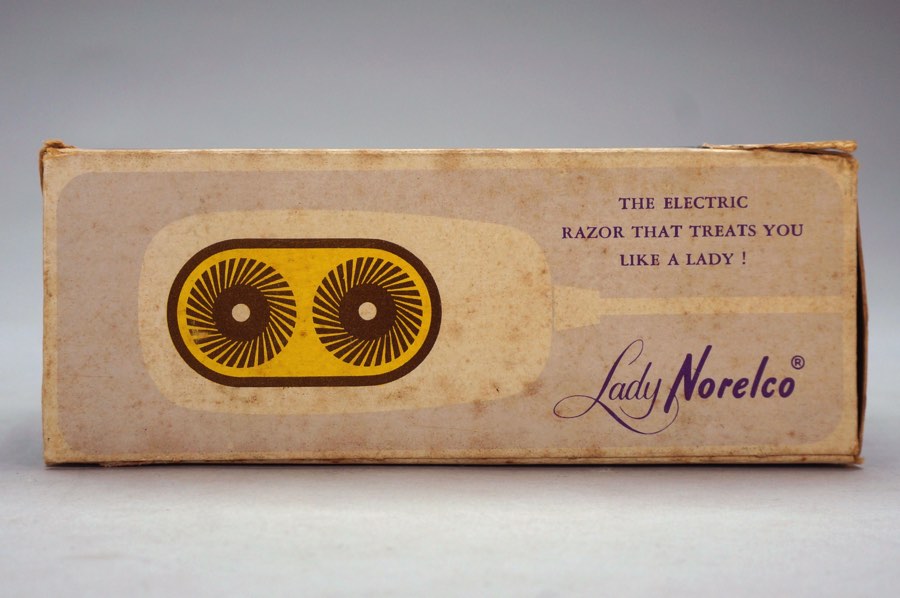 THE ELECTRIC
RAZOR THAT TREATS YOU
LIKE A LADY !
Lady Norelco®